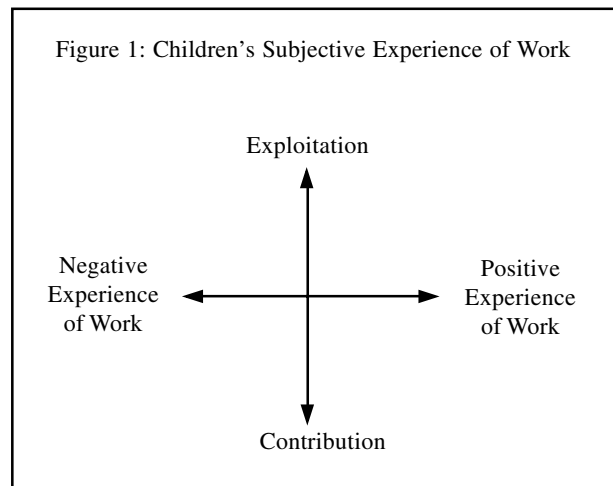 Figure 1: Children’s Subjective Experience of Work
Exploitation
Negative
Experience
of Work
Positive
Experience
of Work
Contribution